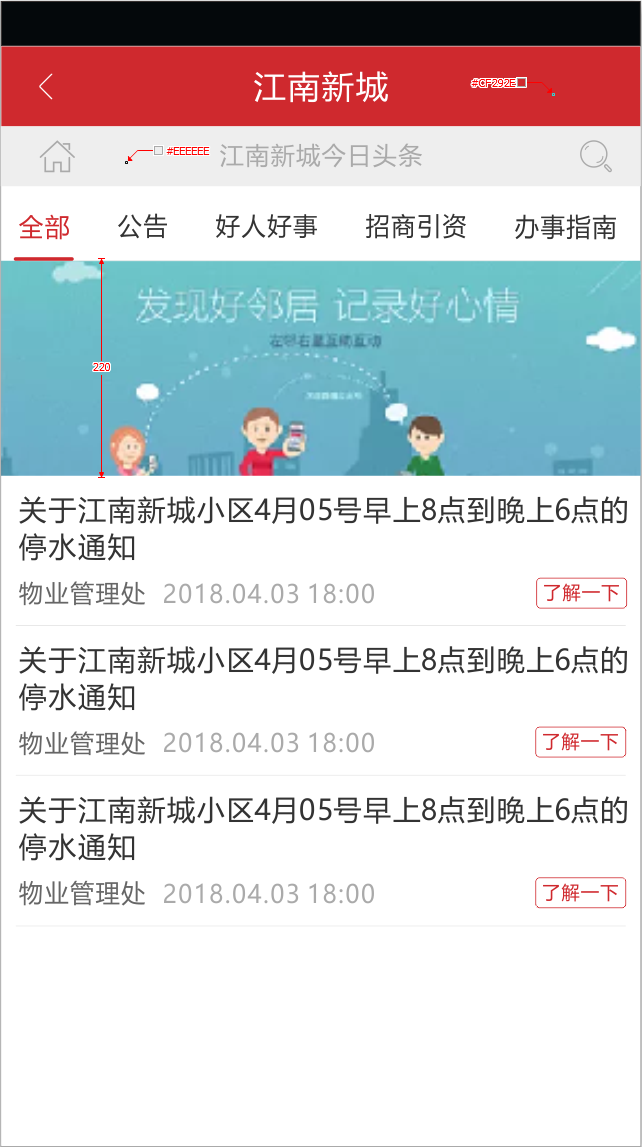 江南新城
#CF292E
#EEEEEE
江南新城今日头条
全部 公告 好人好事 招商引资 办事指南
发现好邻居 记录好心情
左邻右里互助互动
220
关于江南新城小区4月05号早上8点到晚上6点的
停水通知
物业管理处 2018.04.03 18:00 了解一下
关于江南新城小区4月05号早上8点到晚上6点的
停水通知
物业管理处 2018.04.03 18:00 了解一下
关于江南新城小区4月05号早上8点到晚上6点的
停水通知
物业管理处 2018.04.03 18:00 了解一下